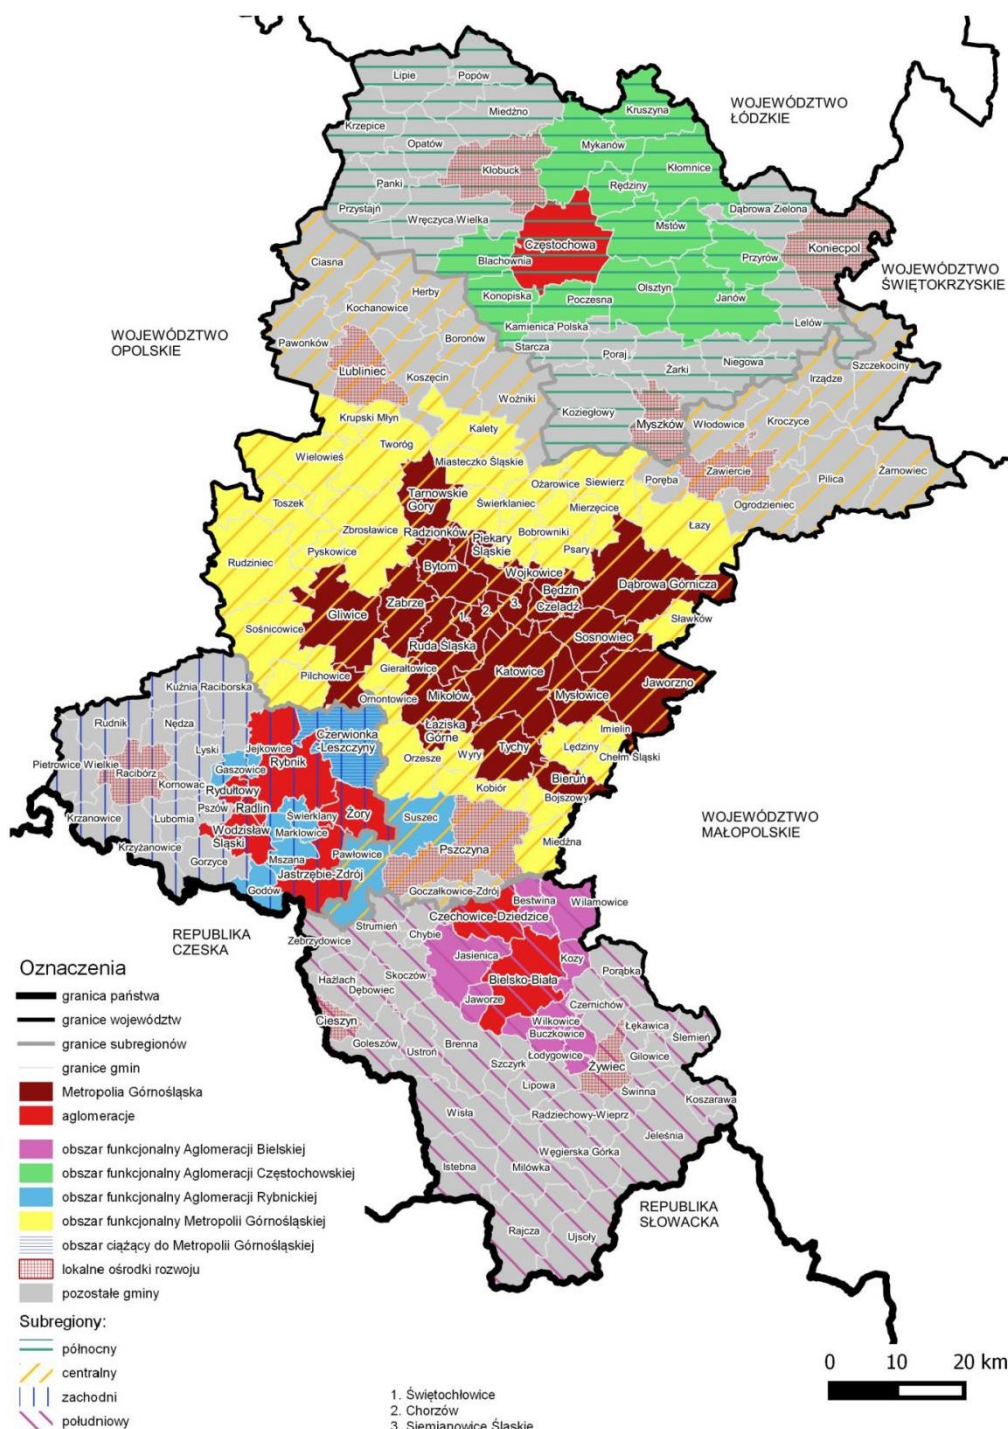 Lipie
Popów
Miedźno
Kruszyna
WOJEWÓDZTWO
ŁÓDZKIE
Krzepice
Opatów
Mykanów
Kłobuck
Kłomnice
Panki
Rędziny
Przystajń
Wręczyca Wielka
Dąbrowa Zielona
Mstów
Częstochowa
Koniecpol
Blachownia
Przyrów
Ciasna
WOJEWÓDZTWO
ŚWIĘTOKRZYSKIE
Herby
Olsztyn
Konopiska
Poczesna
Janów
Kochanowice
WOJEWÓDZTWO
OPOLSKIE
Kamienica Polska
Lelów
Pawonków
Boronów
Starcza
Poraj
Niegowa
Szczekociny
Lubliniec
Koszęcin
Żarki
Irządze
Woźniki
Koziegłowy
Myszków
Włodowice
Kroczyce
Krupski Młyn
Kalety
Tworóg
Wielowieś
Miasteczko Śląskie
Poręba
Zawiercie
Pilica
Żarnowiec
Ożarowice
Siewierz
Tarnowskie
Góry
Świerklaniec
Mierzęcice
Ogrodzieniec
Toszek
Łazy
Zbrosławice
Radzionków
Piekary
Śląskie
Bobrowniki
Psary
Pyskowice
Rudziniec
Bytom
Wojkowice
Będzin
Dąbrowa Górnicza
Zabrze
Czeladź
Gliwice
1.
2.
3.
Sławków
Sośnicowice
Ruda Śląska
Sosnowiec
Gierałtowice
Katowice
Pilchowice
Jaworzno
Kuźnia Raciborska
Ornontowice
Mikołów
Mysłowice
Rudnik
Nędza
Czerwionka
-Leszczyny
Łaziska
Górne
Imielin
Lyski
Jejkowice
Tychy
Lędziny
Chełm Śląski
Pietrowice Wielkie
Racibórz
Gaszowice
Rybnik
Orzesze
Wyry
Kornowac
Rydułtowy
Kobiór
Bieruń
Bojszowy
Pszów
Radlin
Krzanowice
Lubomia
Świerklany
Żory
Suszec
WOJEWÓDZTWO
MAŁOPOLSKIE
Wodzisław
Śląski
Marklowice
Krzyżanowice
Mszana
Pawłowice
Pszczyna
Miedźna
Gorzyce
Jastrzębie-Zdrój
Godów
Goczałkowice-Zdrój
Bestwina
Wilamowice
REPUBLIKA
CZESKA
Strumień
Czechowice-Dziedzice
Zebrzydowice
Chybie
Jasienica
Kozy
Oznaczenia
Hażlach
Skoczów
Bielsko-Biała
Porąbka
Dębowiec
granica państwa
Jaworze
Czernichów
Cieszyn
Wilkowice
Łękawica
granice województw
Goleszów
Ustroń
Brenna
Buczkowice
Ślemień
granice subregionów
Łodygowice
Gilowice
Szczyrk
Żywiec
granice gmin
Lipowa
Świnna
Metropolia Górnośląska
Koszarawa
Wisła
Radziechowy-Wieprz
aglomeracje
Jeleśnia
obszar funkcjonalny Aglomeracji Bielskiej
Węgierska Górka
Istebna
Milówka
obszar funkcjonalny Aglomeracji Częstochowskiej
obszar funkcjonalny Aglomeracji Rybnickiej
REPUBLIKA
SŁOWACKA
obszar funkcjonalny Metropolii Górnośląskiej
Rajcza
Ujsoły
obszar ciążący do Metropolii Górnośląskiej
lokalne ośrodki rozwoju
pozostałe gminy
Subregiony:
północny
centralny
zachodni
południowy
0 10 20 km
1. Świętochłowice
2. Chorzów
3. Siemianowice Śląskie